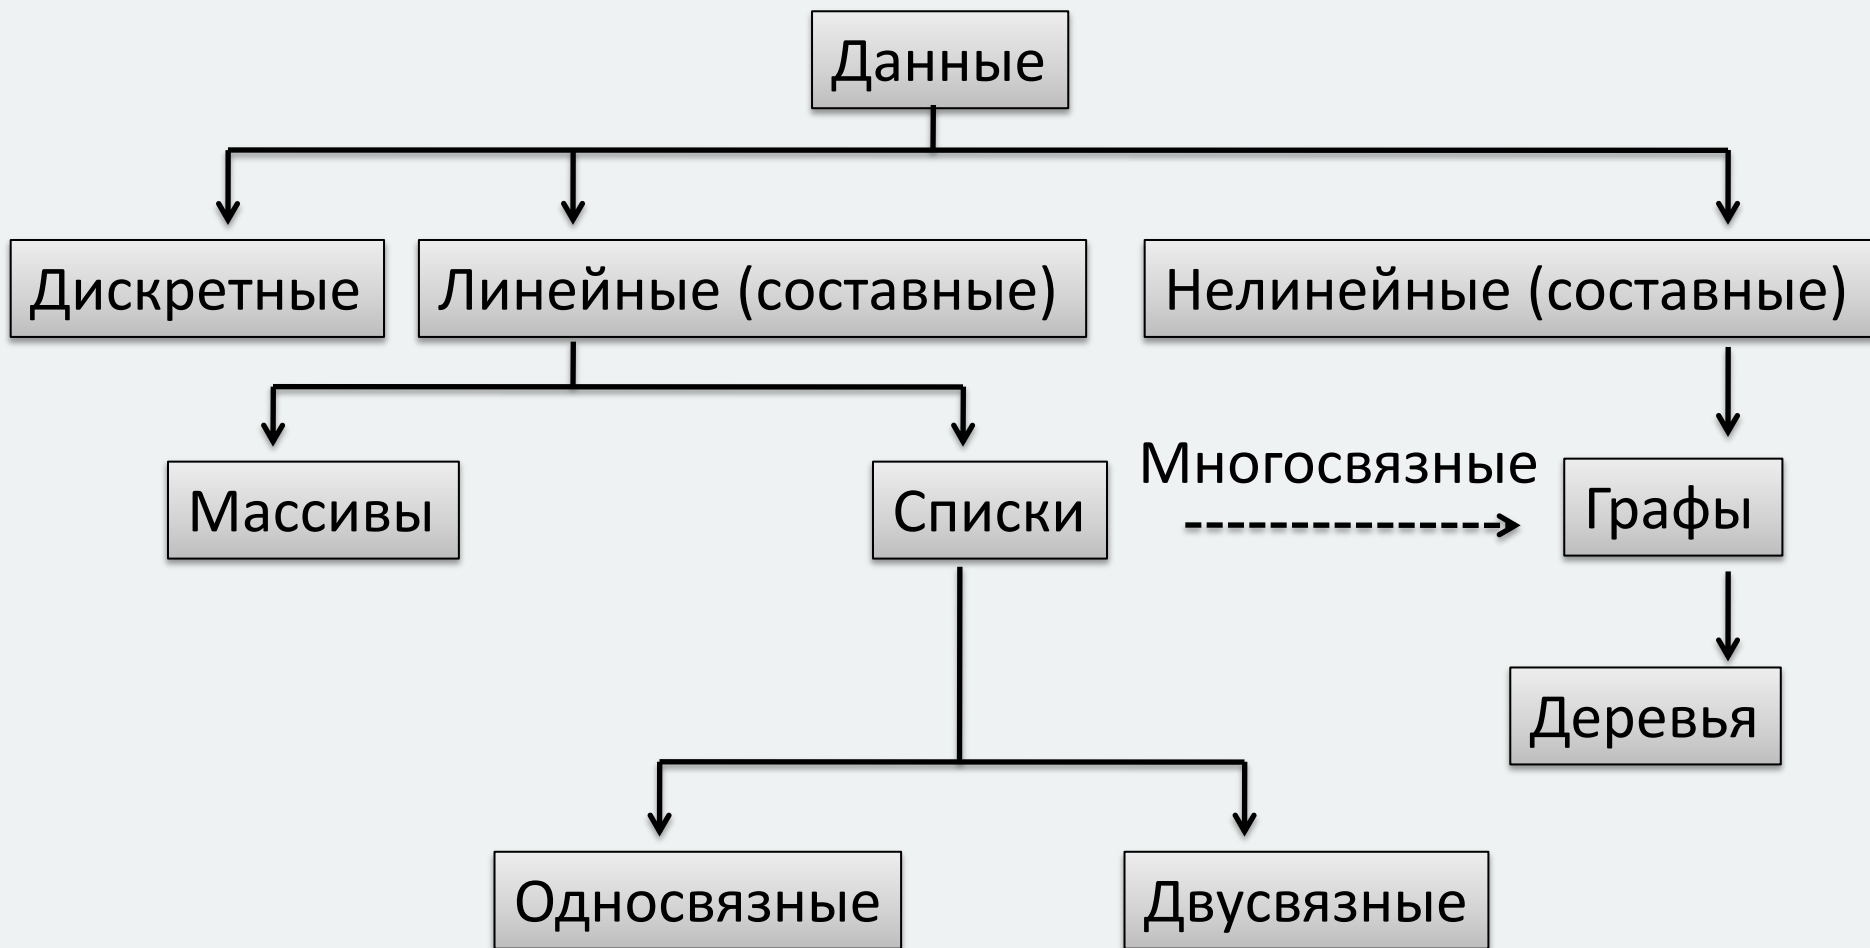 Данные
Дискретные
Линейные (составные)
Нелинейные (составные)
Массивы
Списки
Многосвязные
Графы
Деревья
Односвязные
Двусвязные